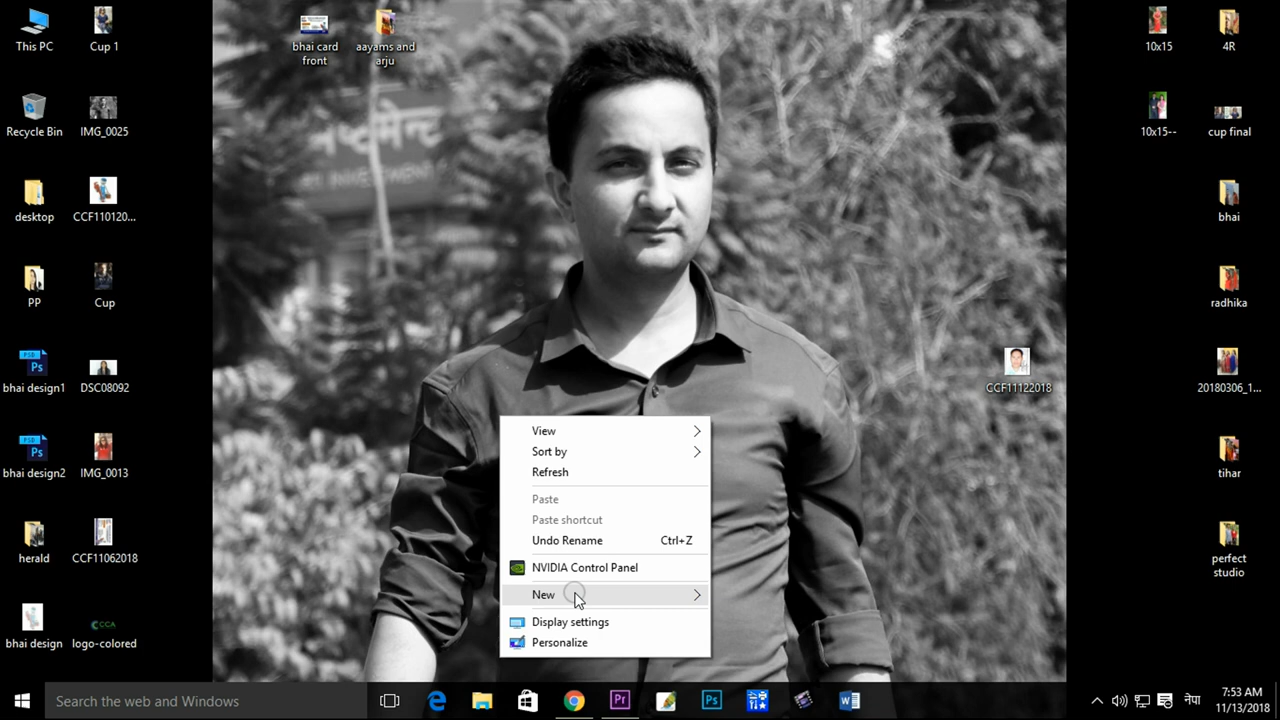 This PC
Cup 1
bhai card
front
aayams and
arju
10x15
4R
Recycle Bin
IMG_0025
10x15--
cup final
desktop
CCF110120...
bhai
PP
Cup
radhika
bhai design1
DSC08092
CCF11122018
20180306_1...
bhai design2
IMG_0013
tihar
herald
CCF11062018
perfect
studio
bhai design
CCA
logo-colored
View
Sort by
Refresh
Paste
Paste shortcut
Undo Rename Ctrl+Z
NVIDIA Control Panel
New
Display settings
Personalize
Search the web and Windows
नेपा
7:53 AM
11/13/2018